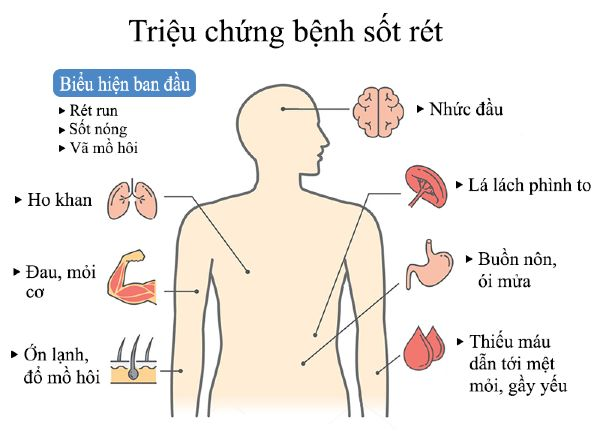 Triệu chứng bệnh sốt rét
Biểu hiện ban đầu
Rét run
Sốt nóng
Vã mồ hôi
Nhức đầu
Ho khan
Lá lách phình to
Đau, mỏi
cơ
Buồn nôn,
ói mửa
Ớn lạnh,
đổ mồ hôi
Thiếu máu
dẫn tới mệt
mỏi, gầy yếu